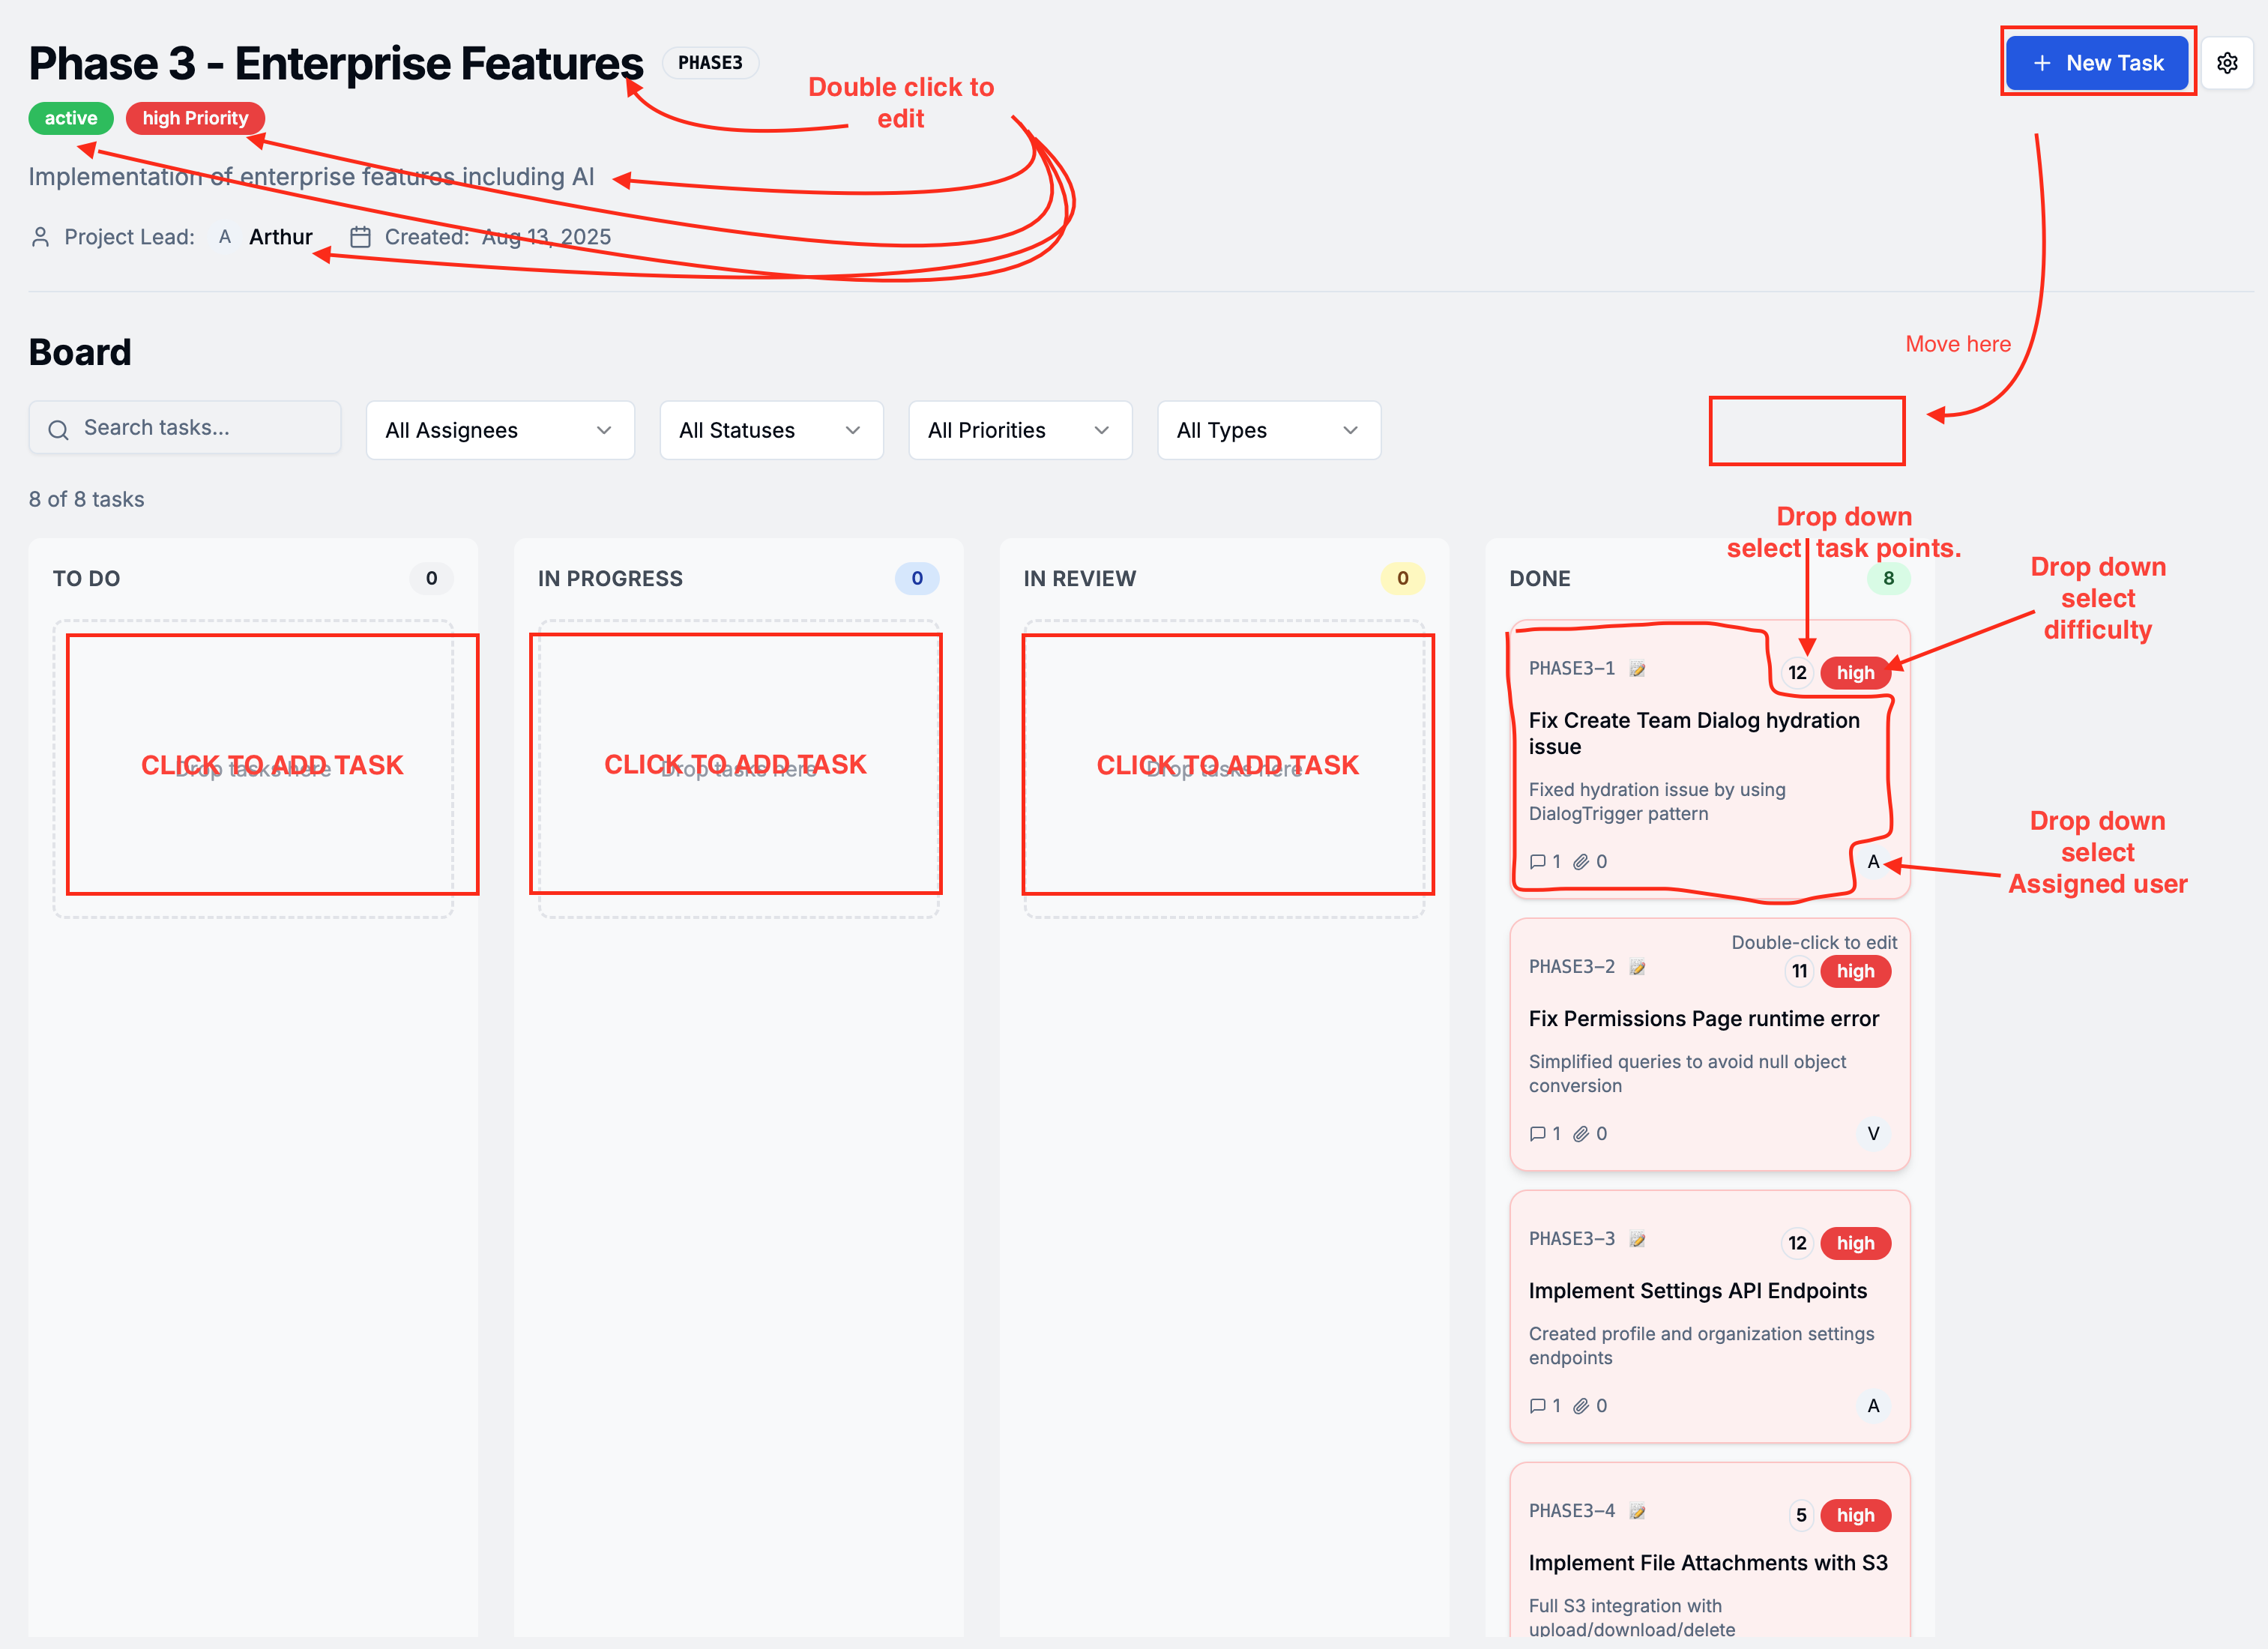 Phase 3 - Enterprise Features PHASE3
+ New Task
Double click to
edit
active high Priority
Implementation of enterprise features including AI
Project Lead: A Arthur Created: Aug 13, 2025
Board
Move here
Search tasks...
All Assignees
All Statuses
All Priorities
All Types
8 of 8 tasks
Drop down
select task points.
Drop down
select
difficulty
TO DO 0
CLICK TO ADD TASK
Drop tasks here
IN PROGRESS 0
CLICK TO ADD TASK
Drop tasks here
IN REVIEW 0
CLICK TO ADD TASK
Drop tasks here
DONE 8
PHASE3-1 12 high
Fix Create Team Dialog hydration
issue
Fixed hydration issue by using
DialogTrigger pattern
1 0 A
Drop down
select
Assigned user
Double-click to edit
PHASE3-2 11 high
Fix Permissions Page runtime error
Simplified queries to avoid null object
conversion
1 0 V
PHASE3-3 12 high
Implement Settings API Endpoints
Created profile and organization settings
endpoints
1 0 A
PHASE3-4 5 high
Implement File Attachments with S3
Full S3 integration with
upload/download/delete